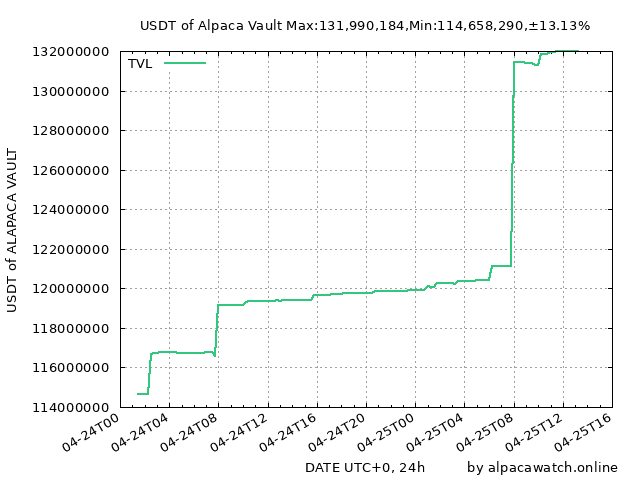 USDT of Alpaca Vault Max:131,990,184,Min:114,658,290,±13.13%
TVL
132000000
130000000
128000000
126000000
124000000
122000000
120000000
118000000
116000000
114000000
USDT of ALAPACA VAULT
04-24T00 04-24T04 04-24T08 04-24T12 04-24T16 04-24T20 04-25T00 04-25T04 04-25T08 04-25T12 04-25T16
DATE UTC+0, 24h by alpacawatch.online